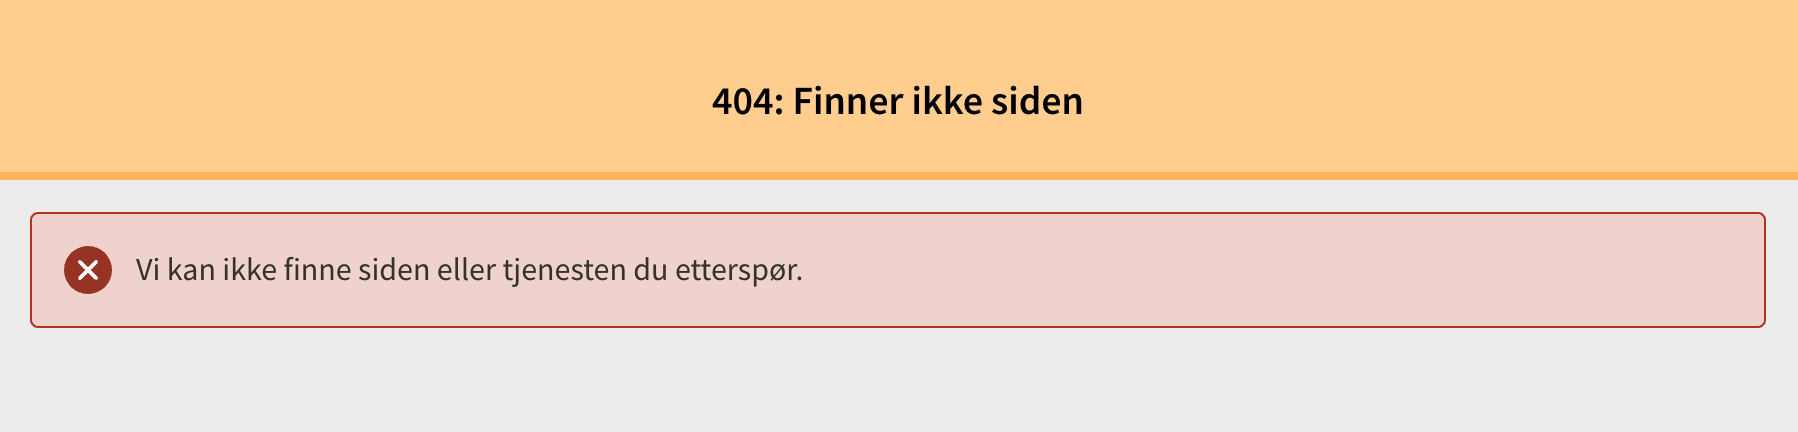 404: Finner ikke siden
Vi kan ikke finne siden eller tjenesten du etterspør.